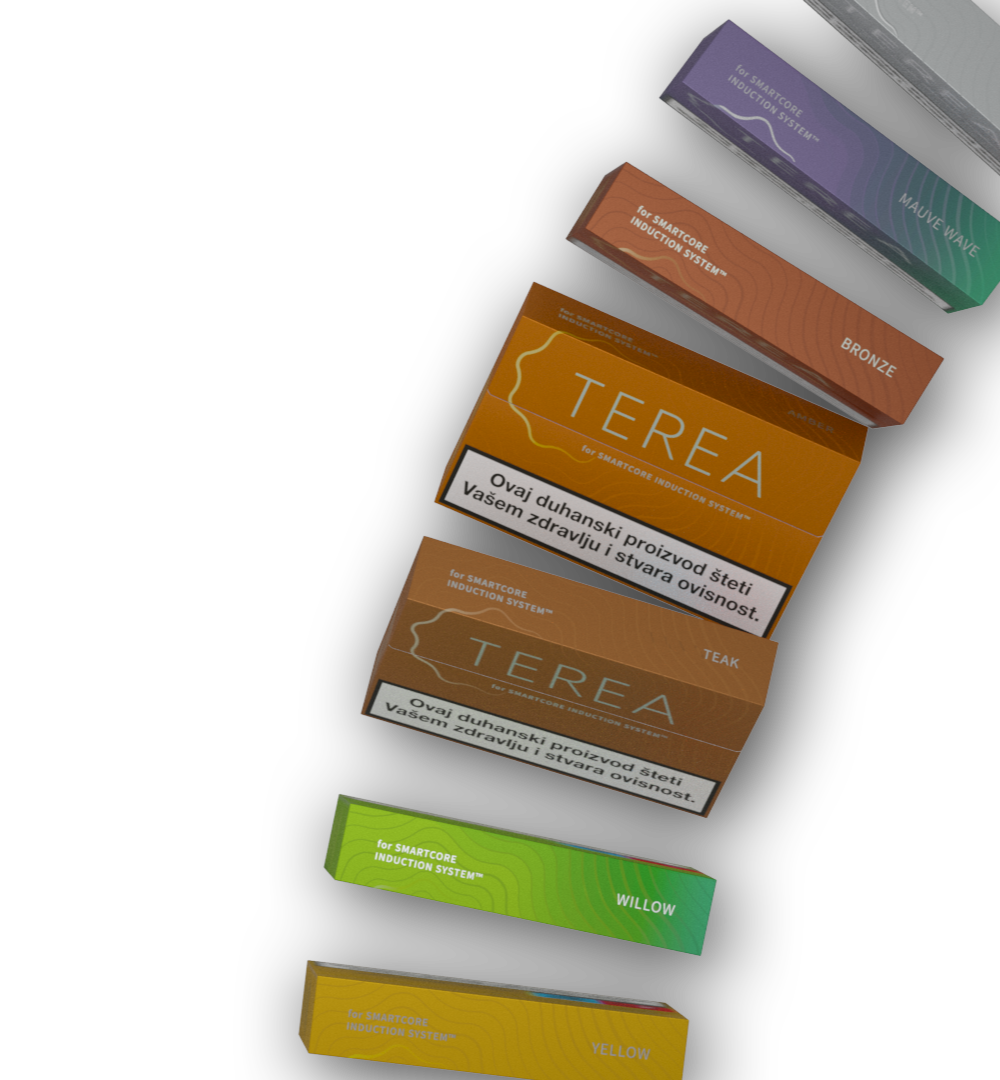 for SMARTCORE
INDUCTION SYSTEM™
MAUVE WAVE
for SMARTCORE
INDUCTION SYSTEM™
BRONZE
for SMARTCORE
INDUCTION SYSTEM™
AMBER
TEREA
for SMARTCORE INDUCTION SYSTEM™
Ovaj duhanski proizvod šteti
Vašem zdravlju i stvara ovisnost.
for SMARTCORE
INDUCTION SYSTEM™
TEAK
TEREA
for SMARTCORE INDUCTION SYSTEM™
Ovaj duhanski proizvod šteti
Vašem zdravlju i stvara ovisnost.
for SMARTCORE
INDUCTION SYSTEM™
WILLOW
for SMARTCORE
INDUCTION SYSTEM™
YELLOW